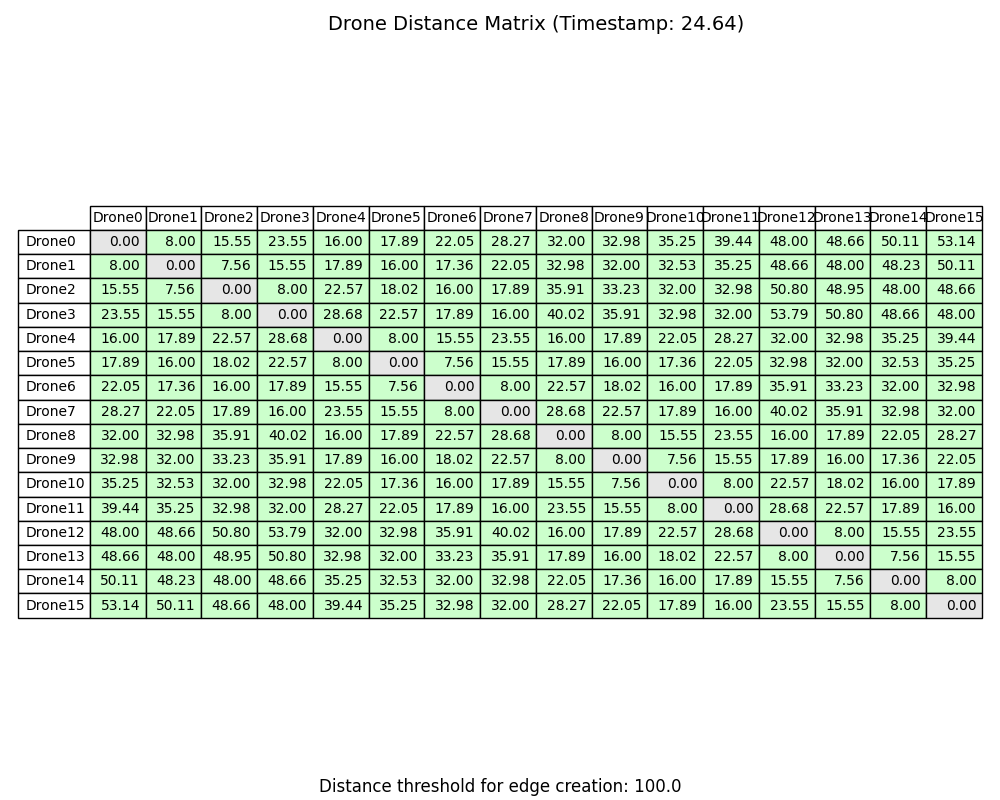 Drone Distance Matrix (Timestamp: 24.64)
Drone0 Drone1 Drone2 Drone3 Drone4 Drone5 Drone6 Drone7 Drone8 Drone9 Drone10 Drone11 Drone12 Drone13 Drone14 Drone15
Drone0 0.00 8.00 15.55 23.55 16.00 17.89 22.05 28.27 32.00 32.98 35.25 39.44 48.00 48.66 50.11 53.14
Drone1 8.00 0.00 7.56 15.55 17.89 16.00 17.36 22.05 32.98 32.00 32.53 35.25 48.66 48.00 48.23 50.11
Drone2 15.55 7.56 0.00 8.00 22.57 18.02 16.00 17.89 35.91 33.23 32.00 32.98 50.80 48.95 48.00 48.66
Drone3 23.55 15.55 8.00 0.00 28.68 22.57 17.89 16.00 40.02 35.91 32.98 32.00 53.79 50.80 48.66 48.00
Drone4 16.00 17.89 22.57 28.68 0.00 8.00 15.55 23.55 16.00 17.89 22.05 28.27 32.00 32.98 35.25 39.44
Drone5 17.89 16.00 18.02 22.57 8.00 0.00 7.56 15.55 17.89 16.00 17.36 22.05 32.98 32.00 32.53 35.25
Drone6 22.05 17.36 16.00 17.89 15.55 7.56 0.00 8.00 22.57 18.02 16.00 17.89 35.91 33.23 32.00 32.98
Drone7 28.27 22.05 17.89 16.00 23.55 15.55 8.00 0.00 28.68 22.57 17.89 16.00 40.02 35.91 32.98 32.00
Drone8 32.00 32.98 35.91 40.02 16.00 17.89 22.57 28.68 0.00 8.00 15.55 23.55 16.00 17.89 22.05 28.27
Drone9 32.98 32.00 33.23 35.91 17.89 16.00 18.02 22.57 8.00 0.00 7.56 15.55 17.89 16.00 17.36 22.05
Drone10 35.25 32.53 32.00 32.98 22.05 17.36 16.00 17.89 15.55 7.56 0.00 8.00 22.57 18.02 16.00 17.89
Drone11 39.44 35.25 32.98 32.00 28.27 22.05 17.89 16.00 23.55 15.55 8.00 0.00 28.68 22.57 17.89 16.00
Drone12 48.00 48.66 50.80 53.79 32.00 32.98 35.91 40.02 16.00 17.89 22.57 28.68 0.00 8.00 15.55 23.55
Drone13 48.66 48.00 48.95 50.80 32.98 32.00 33.23 35.91 17.89 16.00 18.02 22.57 8.00 0.00 7.56 15.55
Drone14 50.11 48.23 48.00 48.66 35.25 32.53 32.00 32.98 22.05 17.36 16.00 17.89 15.55 7.56 0.00 8.00
Drone15 53.14 50.11 48.66 48.00 39.44 35.25 32.98 32.00 28.27 22.05 17.89 16.00 23.55 15.55 8.00 0.00
Distance threshold for edge creation: 100.0